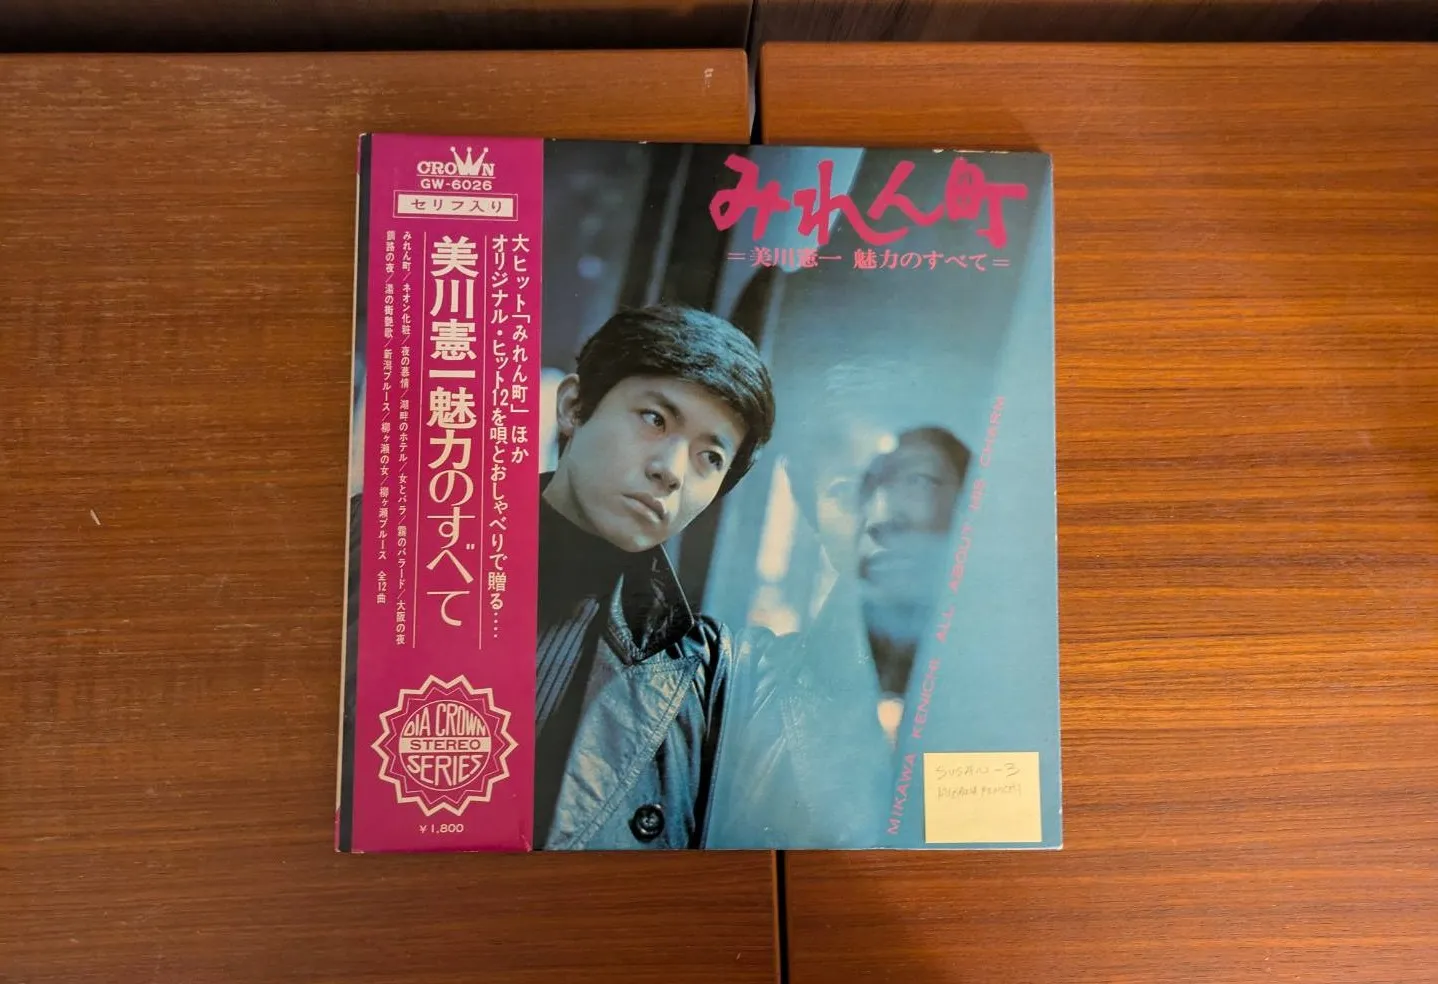 CROWN
GW-6026
セリフ入り
大ヒット「みれん町」ほか
オリジナル・ヒット12を唄とおしゃべりで贈る‥‥
美川憲一魅力のすべて
みれん町/ネオン化粧/夜の慕情/湖畔のホテル/女とバラ/霧のバラード/大阪の夜
釧路の夜/湯の街艶歌/新潟ブルース/柳ヶ瀬の女/柳ヶ瀬ブルース 全12曲
DIA CROWN
STEREO
SERIES
¥1,800
みれん町
=美川憲一 魅力のすべて=
MIKAWA KENICHI ALL ABOUT HIS CHARM
SUSAN-3